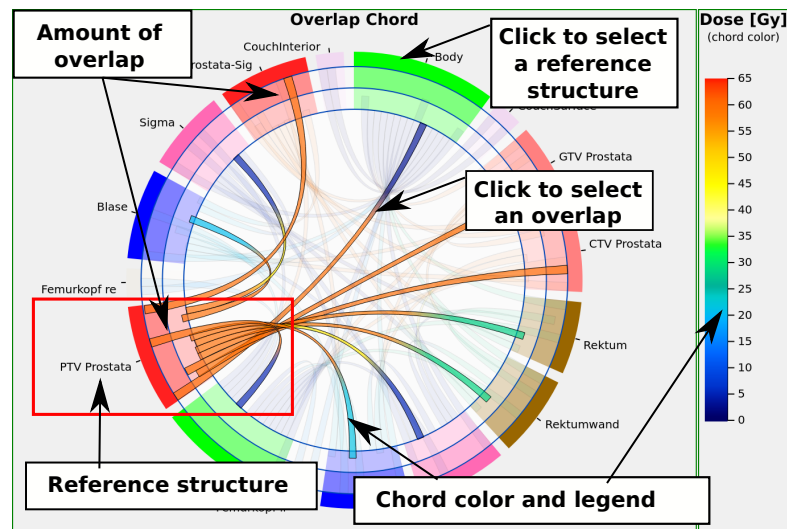 Overlap Chord
Dose [Gy]
(chord color)
Amount of
overlap
CouchInterior
Body
rostata-Sig
Click to select
a reference
structure
Sigma
GTV Prostata
Click to select
an overlap
Blase
CTV Prostata
Femurkopf re
PTV Prostata
Rektum
Rektumwand
Reference structure
Chord color and legend
65
60
55
50
45
40
35
30
25
20
15
10
5
0